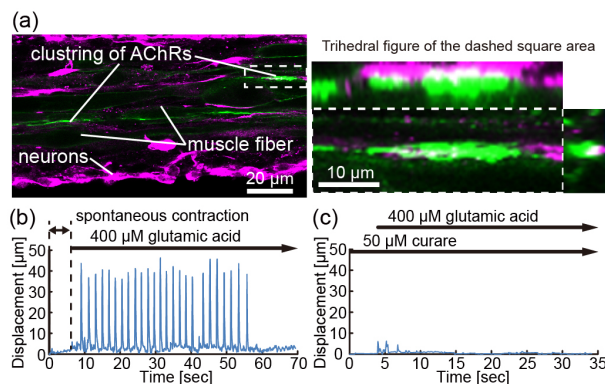 (a)
clustring of AChRs
muscle fiber
neurons
20 µm
Trihedral figure of the dashed square area
10 µm
(b)
spontaneous contraction
400 µM glutamic acid
Displacement [µm]
50
40
30
20
10
0
0 10 20 30 40 50 60 70
Time [sec]
(c)
400 µM glutamic acid
50 µM curare
Displacement [µm]
50
40
30
20
10
0
0 5 10 15 20 25 30 35
Time [sec]